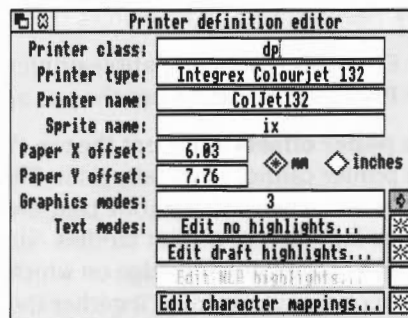 Printer definition editor
Printer class: dp
Printer type: Integrex Colourjet 132
Printer name: ColJet132
Sprite name: ix
Paper X offset: 6.03
mm inches
Paper Y offset: 7.76
Graphics modes: 3
Text modes: Edit no highlights...
Edit draft highlights...
Edit NLQ highlights...
Edit character mappings...